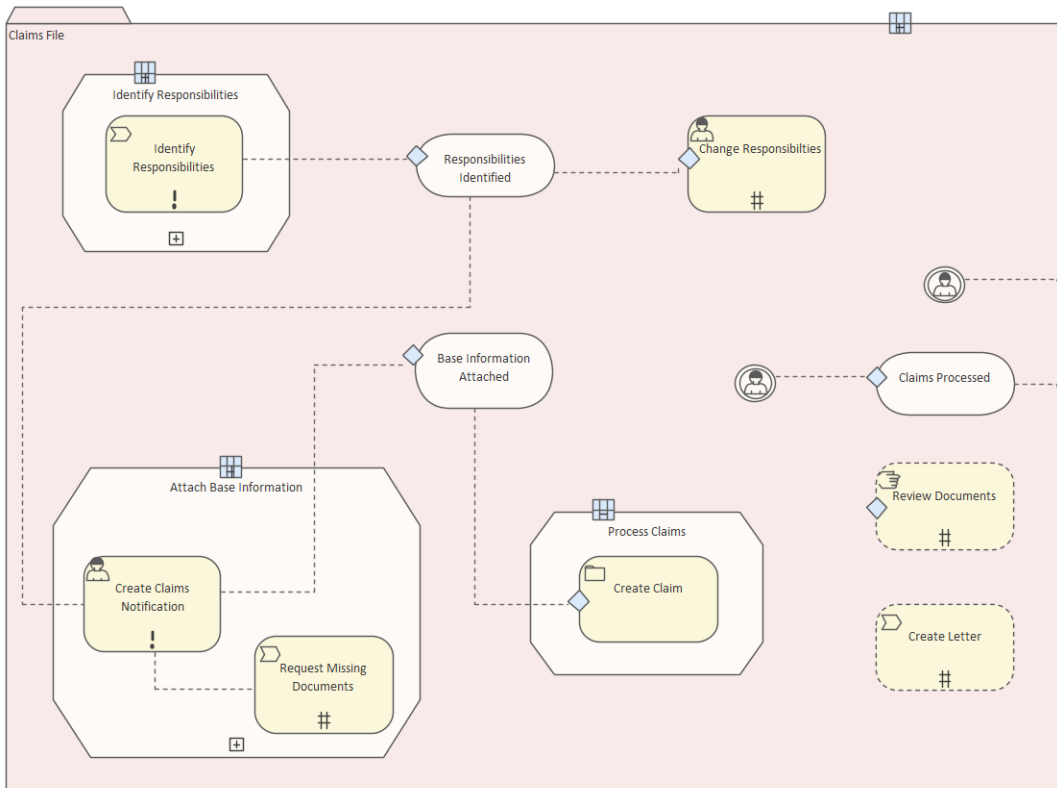 Claims File
Identify Responsibilities
Identify
Responsibilities
Responsibilities
Identified
Change Responsibilties
Base Information
Attached
Claims Processed
Attach Base Information
Review Documents
Process Claims
Create Claims
Notification
Create Claim
Create Letter
Request Missing
Documents